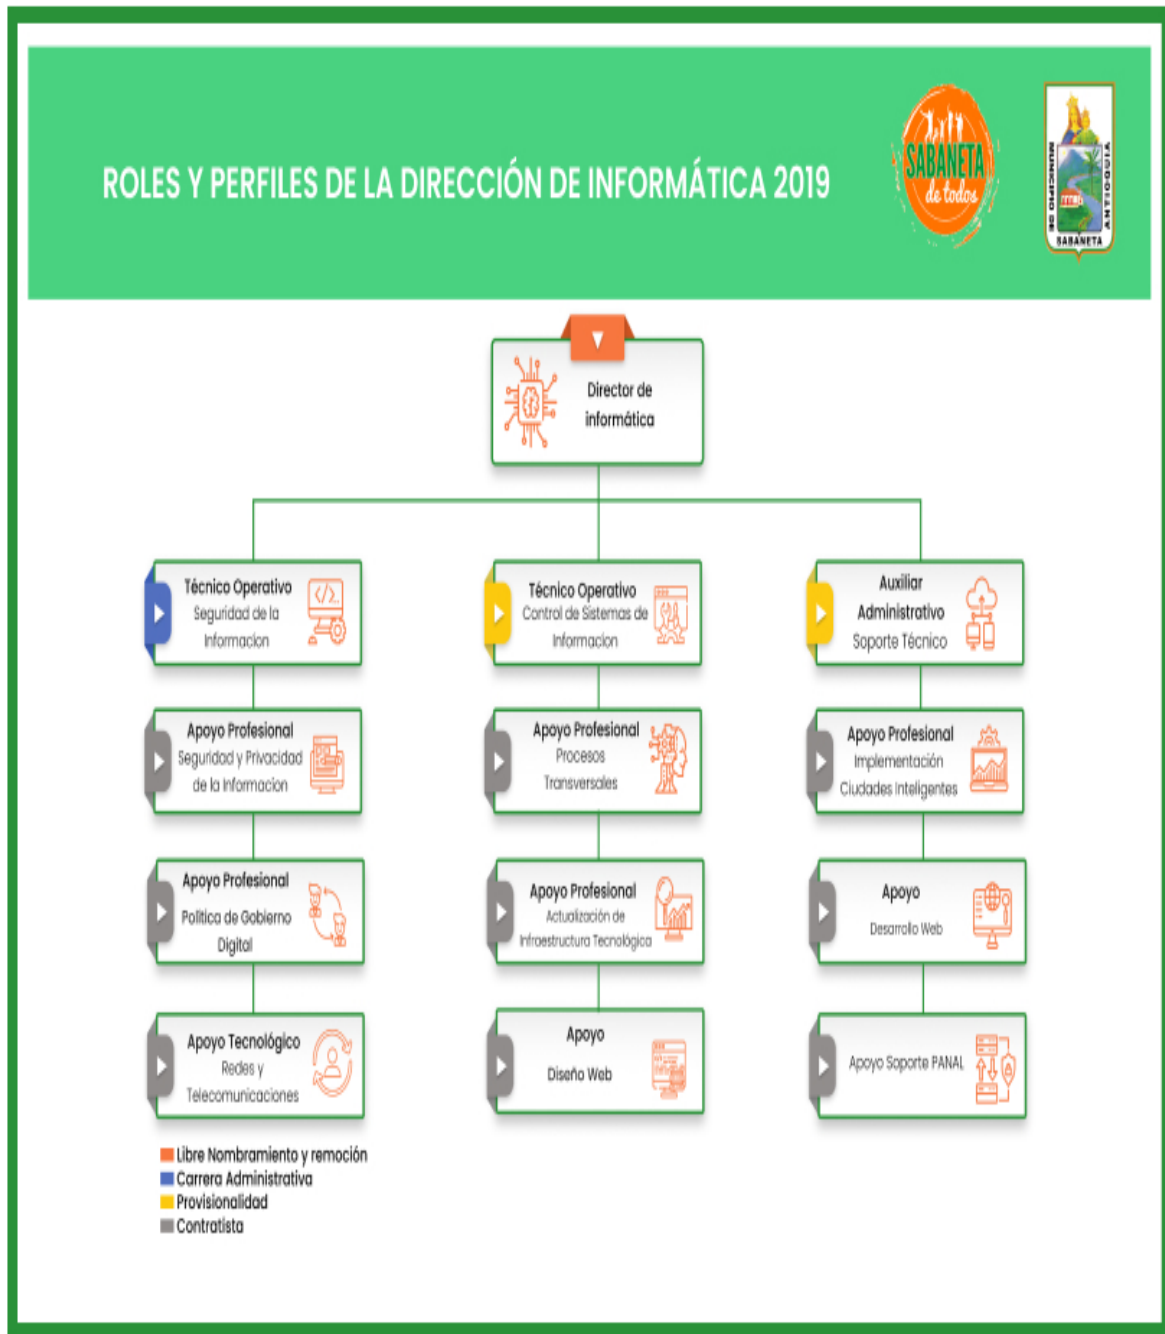 ROLES Y PERFILES DE LA DIRECCIÓN DE INFORMÁTICA 2019
SABANETA
de todos
MUNICIPIO DE
ANTIOQUIA
SABANETA
Director de
informática
Técnico Operativo
Seguridad de la
Informacion
Técnico Operativo
Control de Sistemas de
Informacion
Auxiliar
Administrativo
Soporte Técnico
Apoyo Profesional
Seguridad y Privacidad
de la Informacion
Apoyo Profesional
Procesos
Transversales
Apoyo Profesional
Implementación
Ciudades Inteligentes
Apoyo Profesional
Politica de Gobierno
Digital
Apoyo Profesional
Actualización de
Infraestructura Tecnológica
Apoyo
Desarrollo Web
Apoyo Tecnológico
Redes y
Telecomunicaciones
Apoyo
Diseño Web
Apoyo Soporte PANAL
Libre Nombramiento y remoción
Carrera Administrativa
Provisionalidad
Contratista